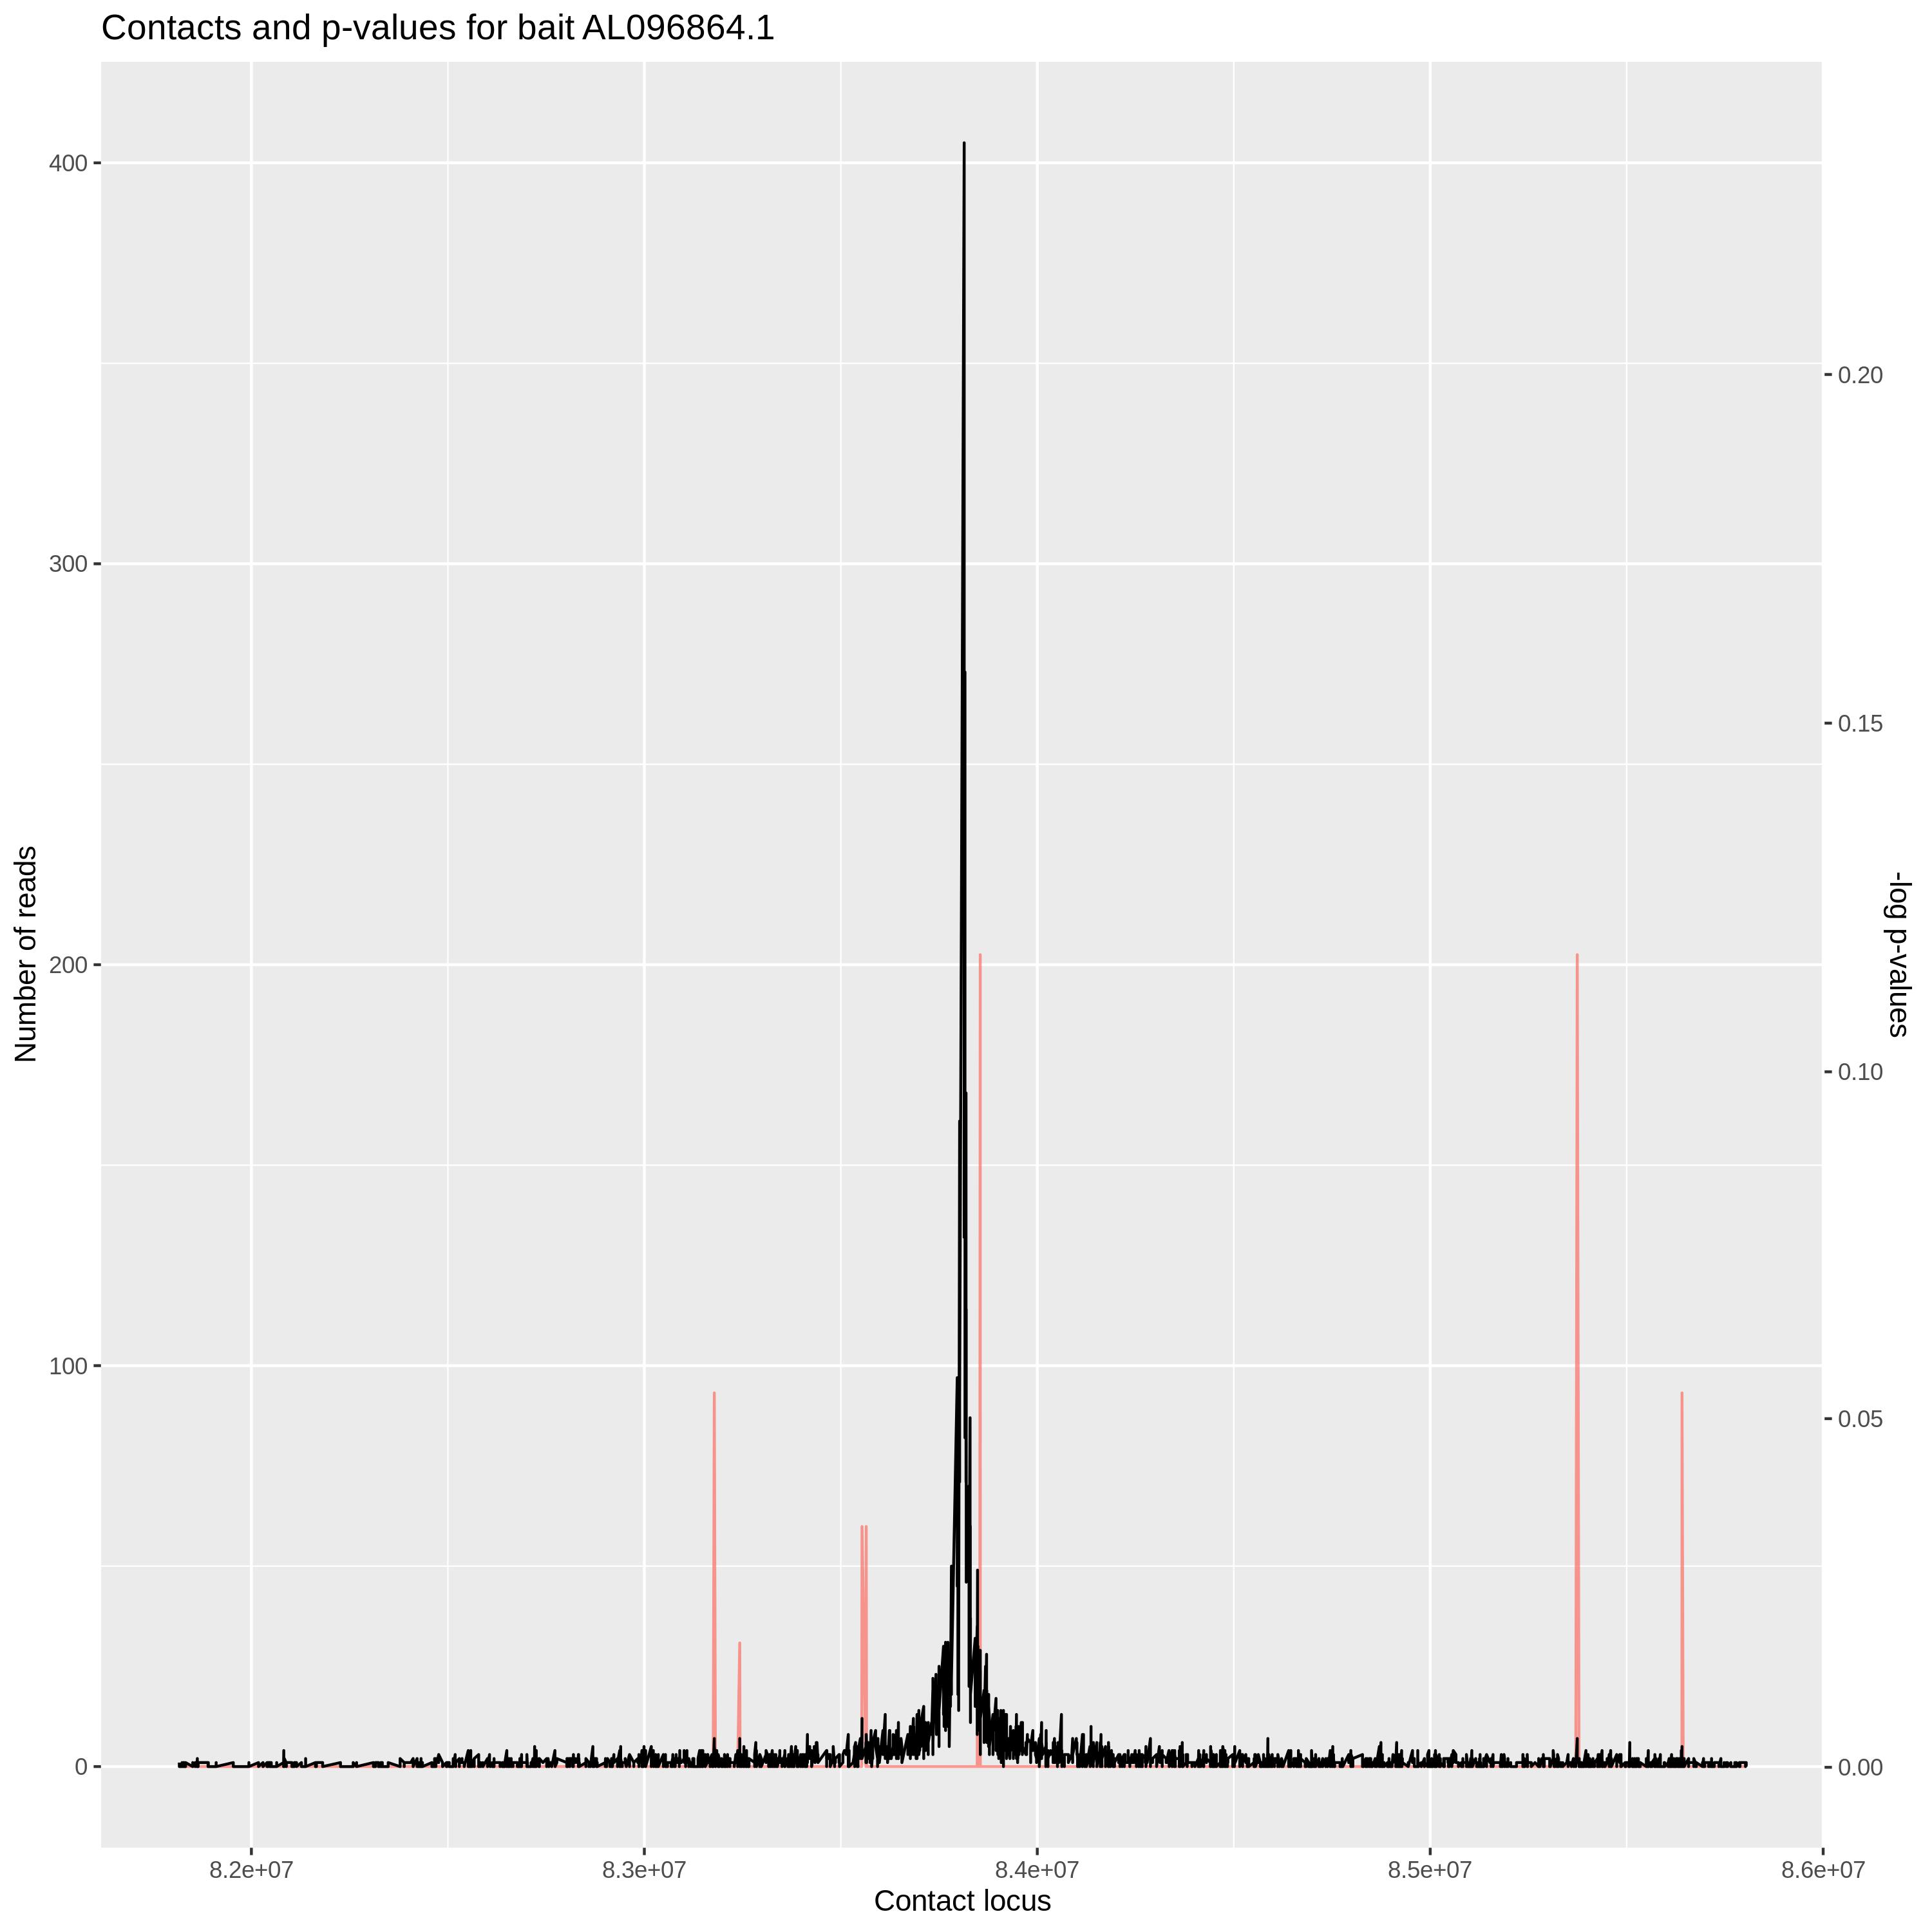 Contacts and p-values for bait AL096864.1
400
300
200
100
0
Number of reads
0.20
0.15
0.10
0.05
0.00
-log p-values
8.2e+07
8.3e+07
8.4e+07
8.5e+07
8.6e+07
Contact locus